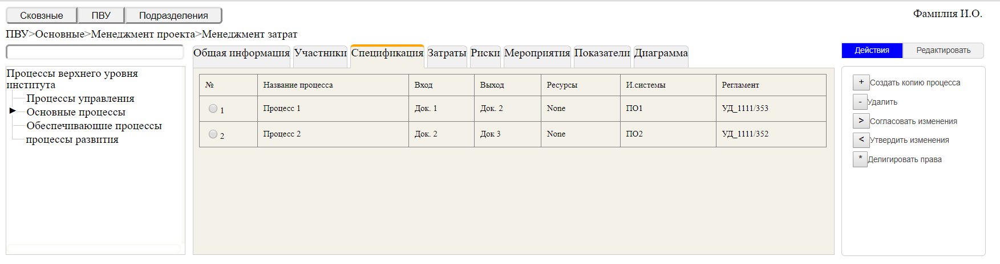 Сковзные ПВУ Подразделения
Фамилия И.О.
ПВУ>Основные>Менеджмент проекта>Менеджмент затрат
Процессы верхнего уровня
института
Процессы управления
Основные процессы
Обеспечивающие процессы
процессы развития
Общая информация Участники Спецификация Затраты Риски Мероприятия Показатели Диаграмма
№ Название процесса Вход Выход Ресурсы И.системы Регламент
1 Процесс 1 Док. 1 Док. 2 None ПО1 УД_1111/353
2 Процесс 2 Док. 2 Док 3 None ПО2 УД_1111/352
Действия Редактировать
+ Создать копию процесса
- Удалить
> Согласовать изменения
< Утвердить изменения
* Делигировать права